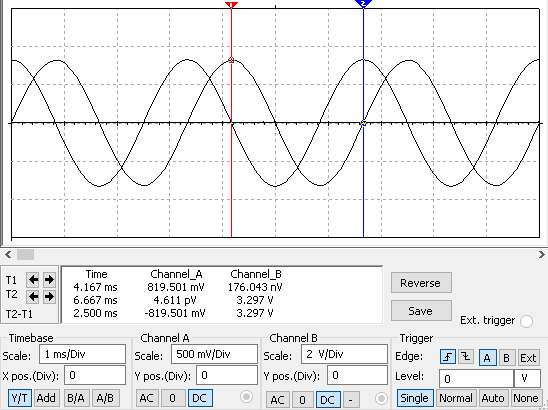 1 2
Time Channel_A Channel_B
T1 4.167 ms 819.501 mV 176.043 nV
T2 6.667 ms 4.611 pV 3.297 V
T2-T1 2.500 ms -819.501 mV 3.297 V
Reverse
Save
Ext. trigger
Timebase Channel A Channel B Trigger
Scale: 1 ms/Div Scale: 500 mV/Div Scale: 2 V/Div Edge: A B Ext
X pos.(Div): 0 Y pos.(Div): 0 Y pos.(Div): 0 Level: 0 V
Y/T Add B/A A/B AC 0 DC AC 0 DC - Single Normal Auto None